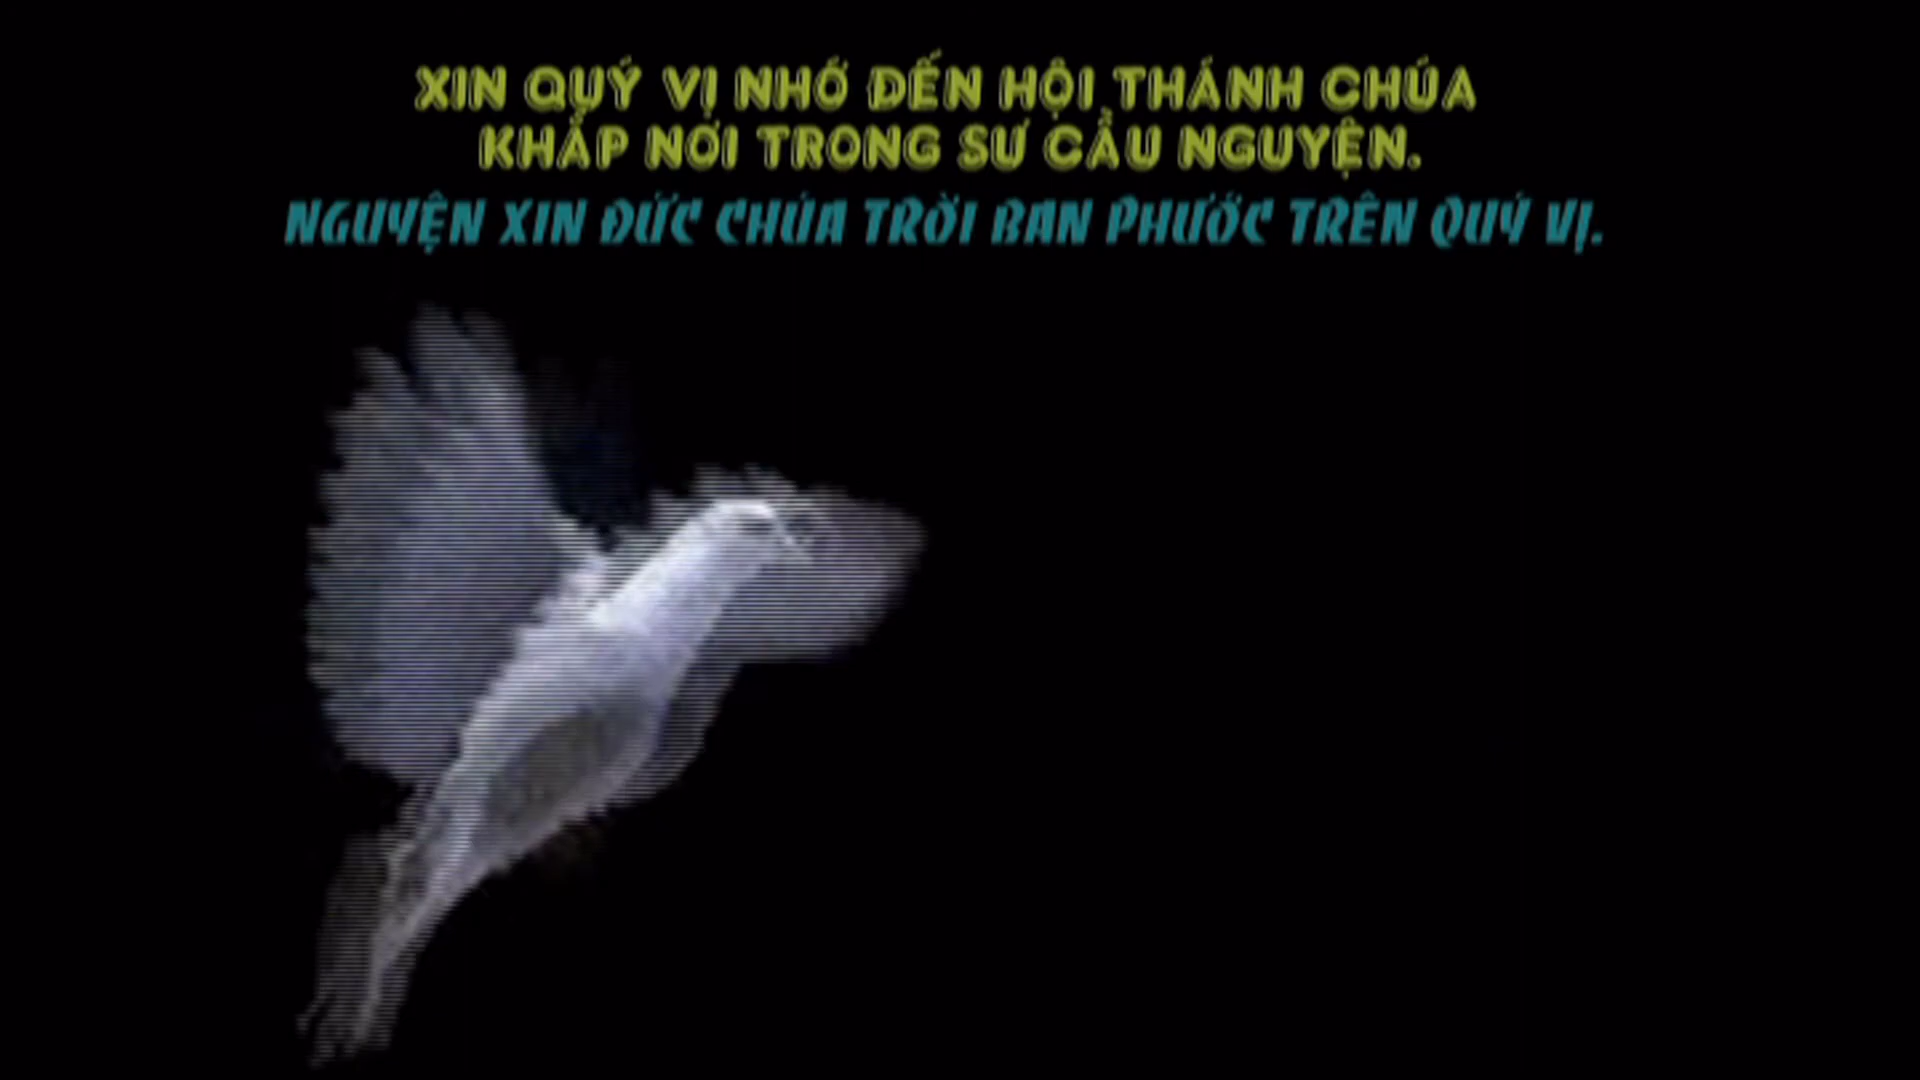 XIN QUÝ VỊ NHỚ ĐẾN HỘI THÁNH CHÚA
KHẮP NƠI TRONG SƯ CẦU NGUYỆN.
NGUYỆN XIN ĐỨC CHÚA TRỜI BAN PHƯỚC TRÊN QUÝ VỊ.